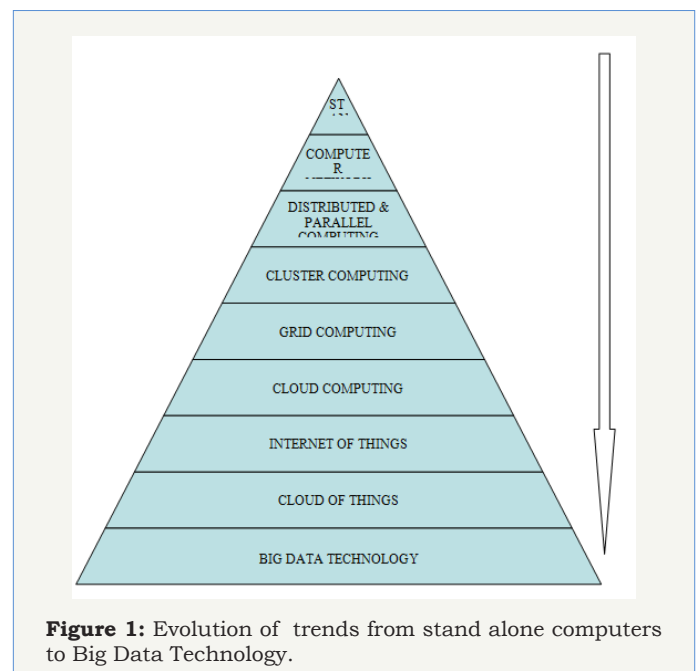 ST
COMPUTE
R
DISTRIBUTED &
PARALLEL
COMPUTING
CLUSTER COMPUTING
GRID COMPUTING
CLOUD COMPUTING
INTERNET OF THINGS
CLOUD OF THINGS
BIG DATA TECHNOLOGY
Figure 1: Evolution of trends from stand alone computers
to Big Data Technology.